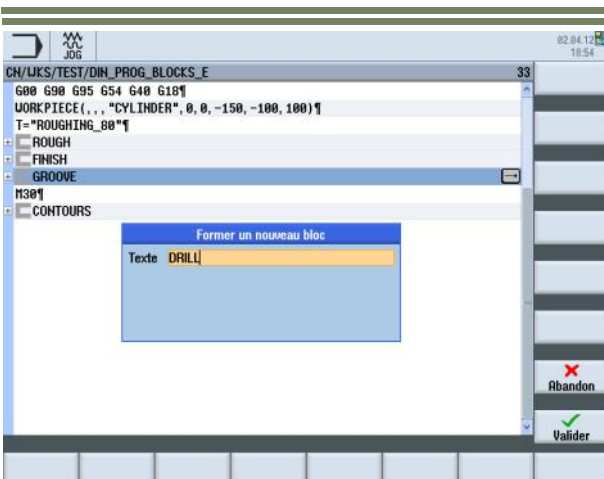 JOG
02.04.12
18:54
CN/WKS/TEST/DIN_PROG_BLOCKS_E 33
G00 G90 G95 G54 G40 G18¶
WORKPIECE(,,,"CYLINDER",0,0,-150,-100,100)¶
T="ROUGHING_80"¶
ROUGH
FINISH
GROOVE
M30¶
CONTOURS
Former un nouveau bloc
Texte DRILL
Abandon
Valider